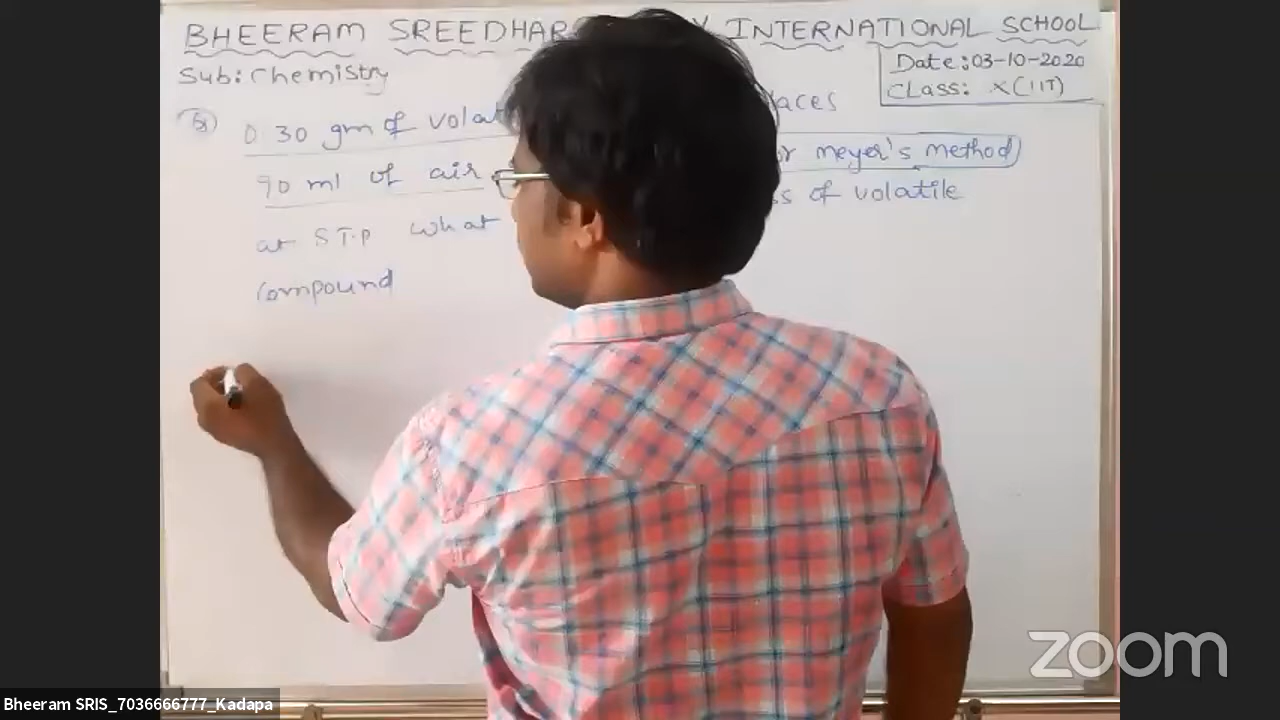 BHEERAM SREEDHAR Y INTERNATIONAL SCHOOL
Sub: Chemistry
Date: 03-10-2020
CLASS: X(IIT)
Q) 0.30 gm of volat laces
90 ml of air or meyer's method)
at S.T.P what ss of volatile
compound
zoom
Bheeram SRIS_7036666777_Kadapa